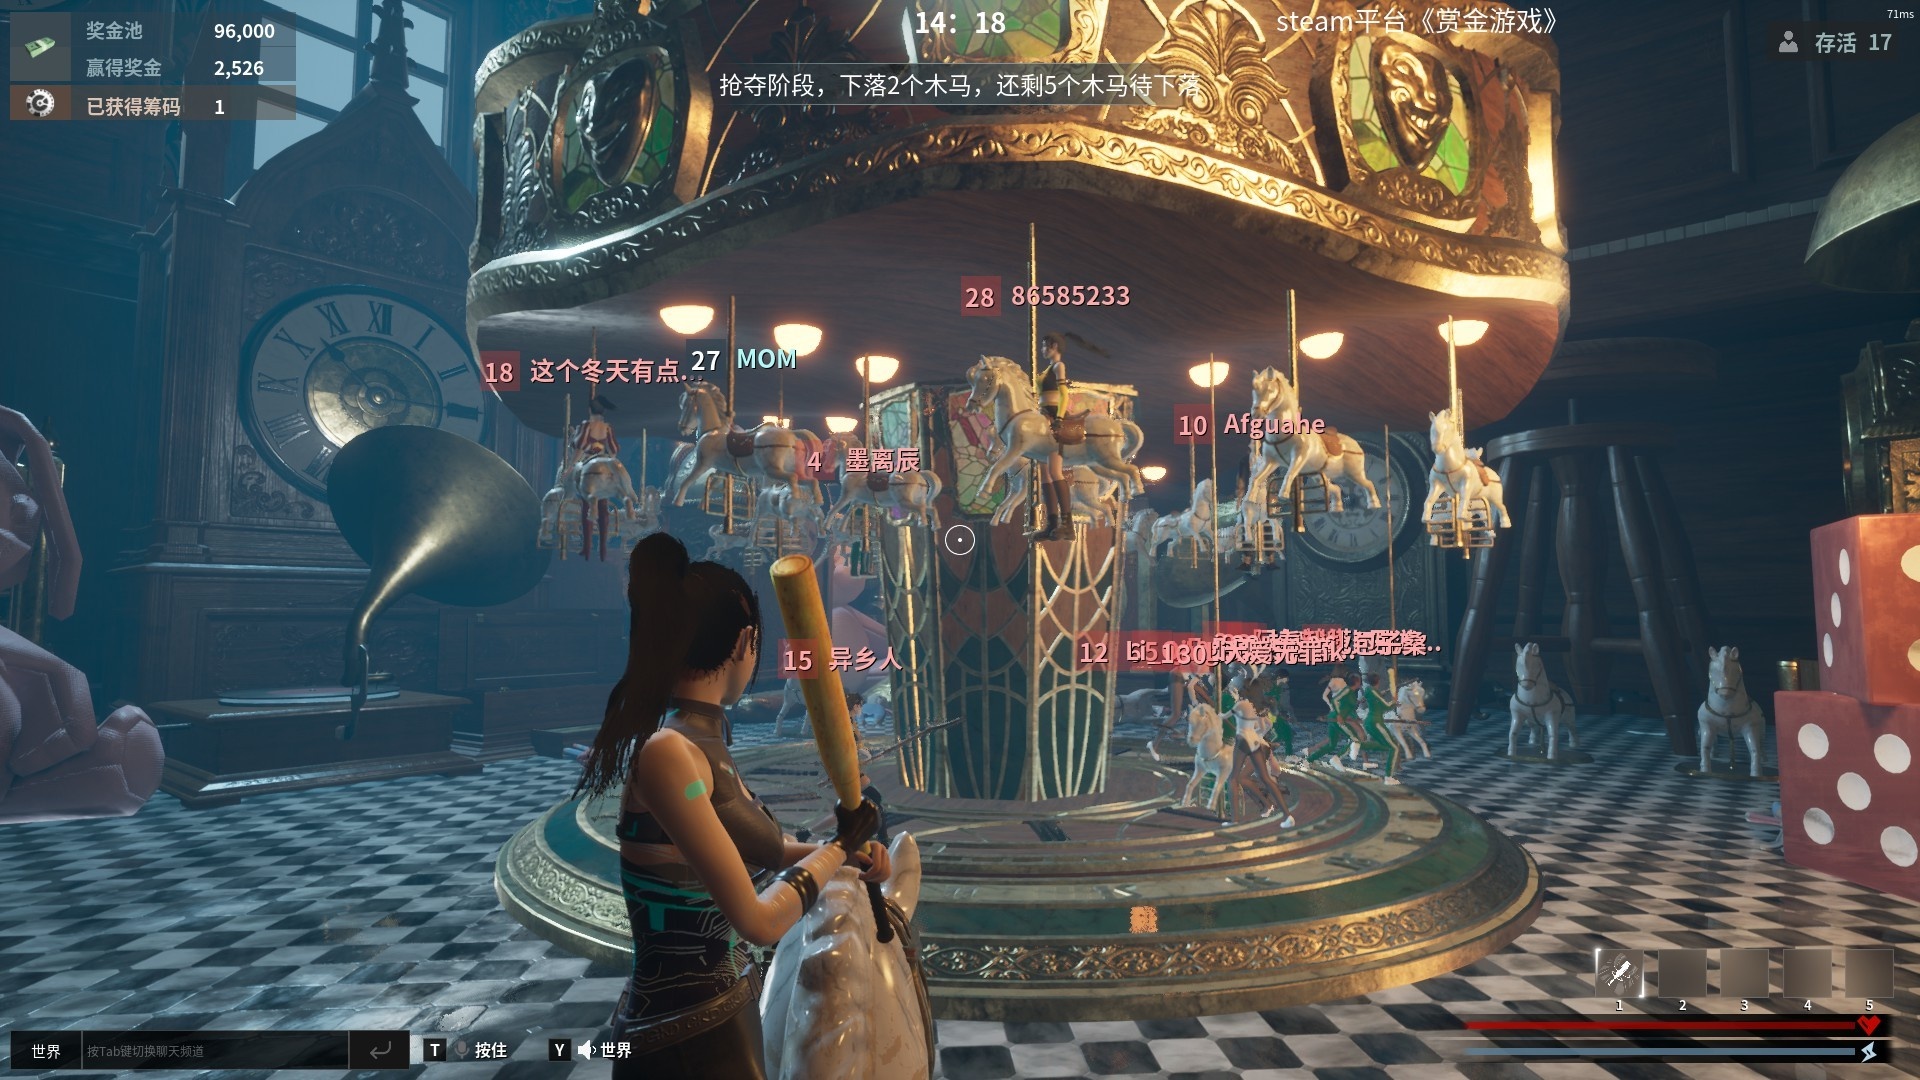 奖金池 96,000
赢得奖金 2,526
已获得筹码 1
14: 18
steam平台《赏金游戏》
71ms
存活 17
抢夺阶段，下落2个木马，还剩5个木马待下落
28 86585233
18 这个冬天有点...
27 MOM
10 Afguahe
4 墨离辰
15 异乡人
12
1 2 3 4 5
世界 按Tab键切换聊天频道
T 按住
Y 世界